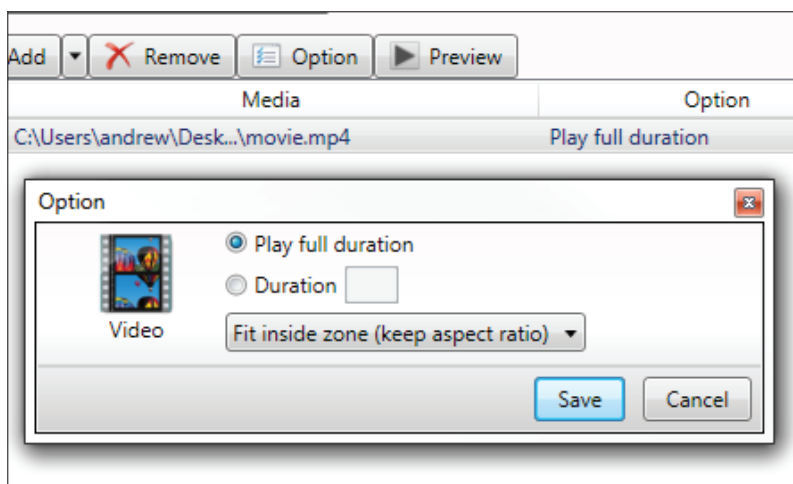 Add Remove Option Preview
Media Option
C:\Users\andrew\Desk...\movie.mp4 Play full duration
Option
Play full duration
Duration
Video
Fit inside zone (keep aspect ratio)
Save Cancel